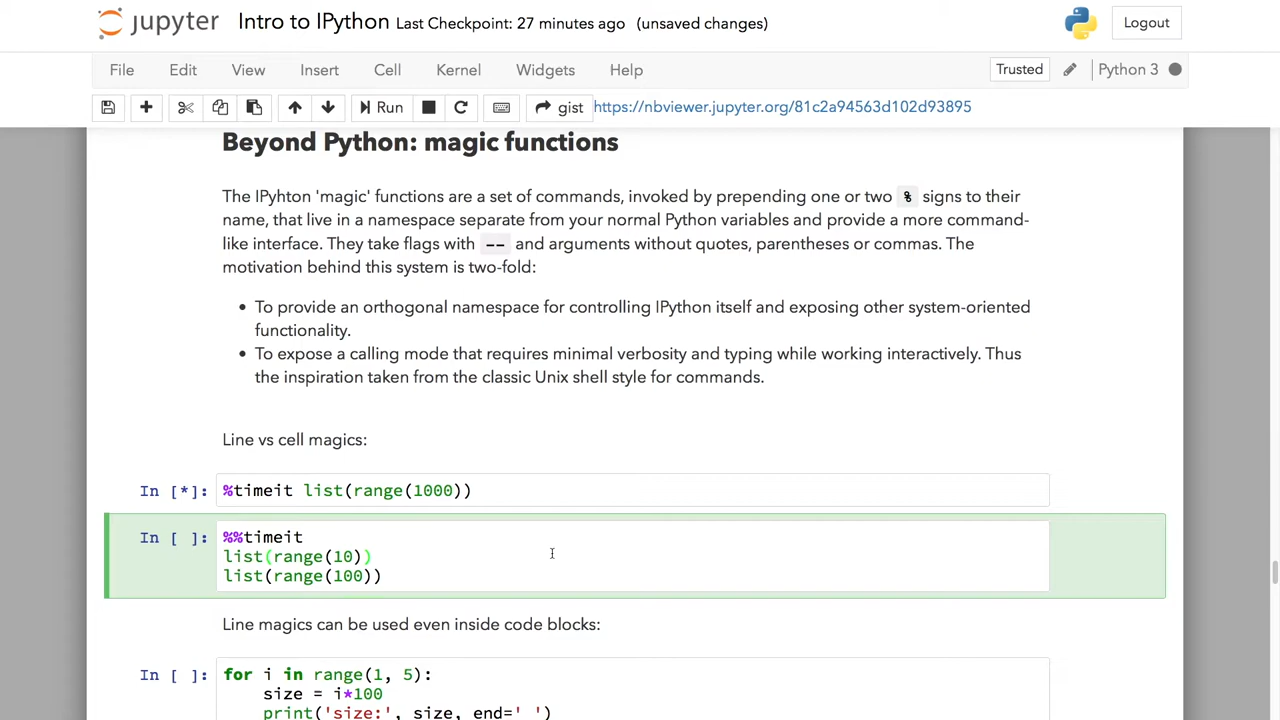 jupyter Intro to IPython Last Checkpoint: 27 minutes ago (unsaved changes) Logout
File Edit View Insert Cell Kernel Widgets Help Trusted Python 3
Run gist https://nbviewer.jupyter.org/81c2a94563d102d93895
Beyond Python: magic functions
The IPyhton 'magic' functions are a set of commands, invoked by prepending one or two % signs to their
name, that live in a namespace separate from your normal Python variables and provide a more command-
like interface. They take flags with -- and arguments without quotes, parentheses or commas. The
motivation behind this system is two-fold:
• To provide an orthogonal namespace for controlling IPython itself and exposing other system-oriented
functionality.
• To expose a calling mode that requires minimal verbosity and typing while working interactively. Thus
the inspiration taken from the classic Unix shell style for commands.
Line vs cell magics:
In [*]: %timeit list(range(1000))
In [ ]: %%timeit
list(range(10))
list(range(100))
Line magics can be used even inside code blocks:
In [ ]: for i in range(1, 5):
size = i*100
print('size:', size, end=' ')